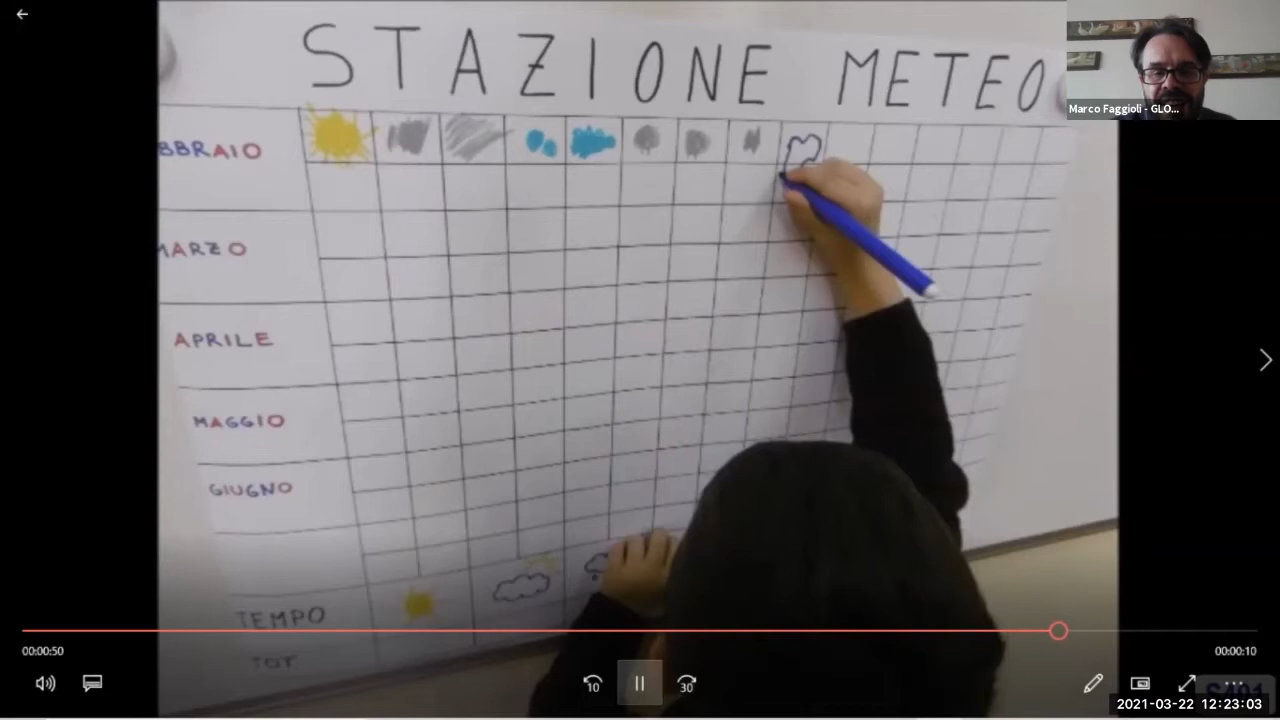 STAZIONE METEO
Marco Faggioli - GLO...
BBRAIO
MARZO
APRILE
MAGGIO
GIUGNO
TEMPO
TOT
00:00:50
00:00:10
10
30
2021-03-22 12:23:03